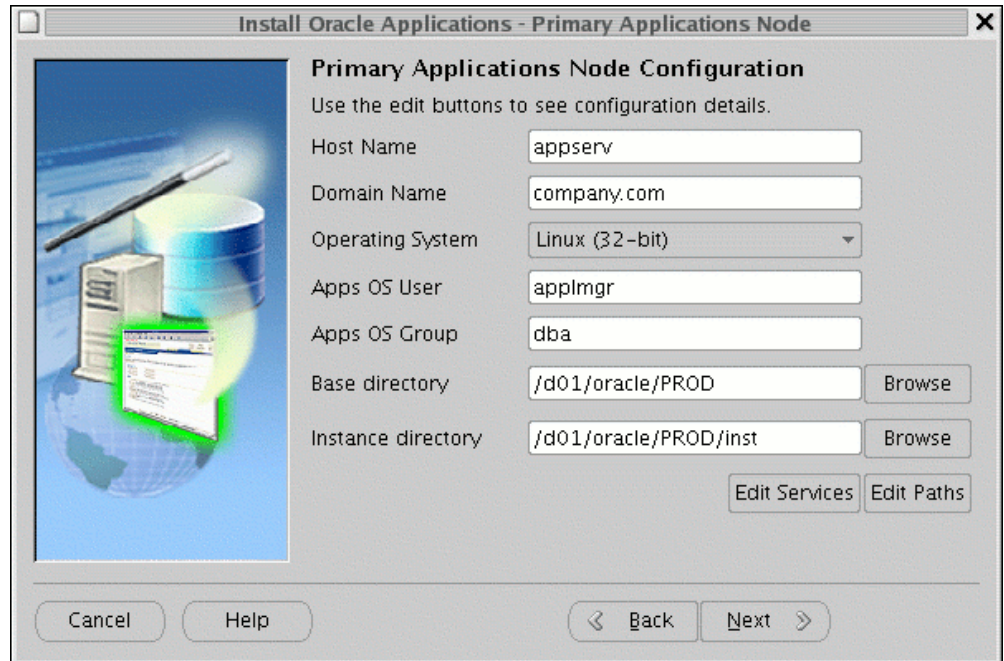 Install Oracle Applications - Primary Applications Node
Primary Applications Node Configuration
Use the edit buttons to see configuration details.
Host Name appserv
Domain Name company.com
Operating System Linux (32-bit)
Apps OS User applmgr
Apps OS Group dba
Base directory /d01/oracle/PROD Browse
Instance directory /d01/oracle/PROD/inst Browse
Edit Services Edit Paths
Cancel Help Back Next